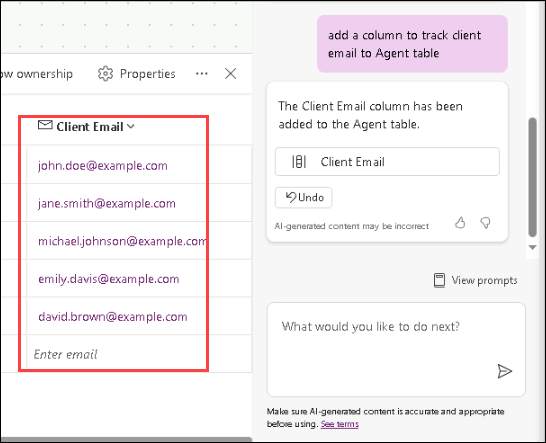 ow ownership
Properties
Client Email
john.doe@example.com
jane.smith@example.com
michael.johnson@example.com
emily.davis@example.com
david.brown@example.com
Enter email
add a column to track client
email to Agent table
The Client Email column has been
added to the Agent table.
Client Email
Undo
AI-generated content may be incorrect
View prompts
What would you like to do next?
Make sure AI-generated content is accurate and appropriate
before using. See terms